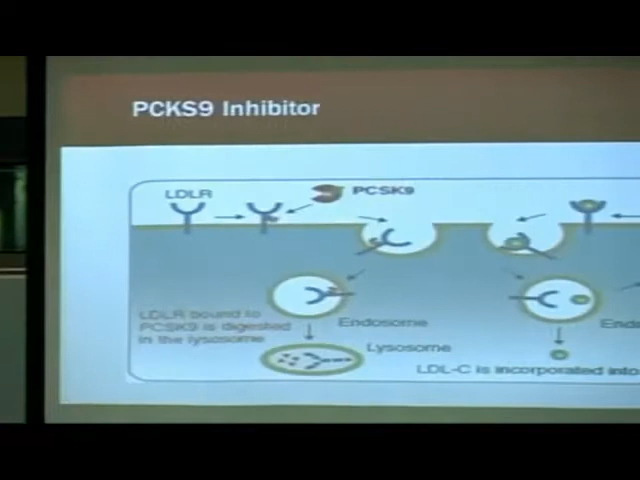 PCKS9 Inhibitor
LDLR
PCSK9
LDLR bound to
PCSK9 is digested
in the lysosome
Endosome
Lysosome
LDL-C is incorporated into